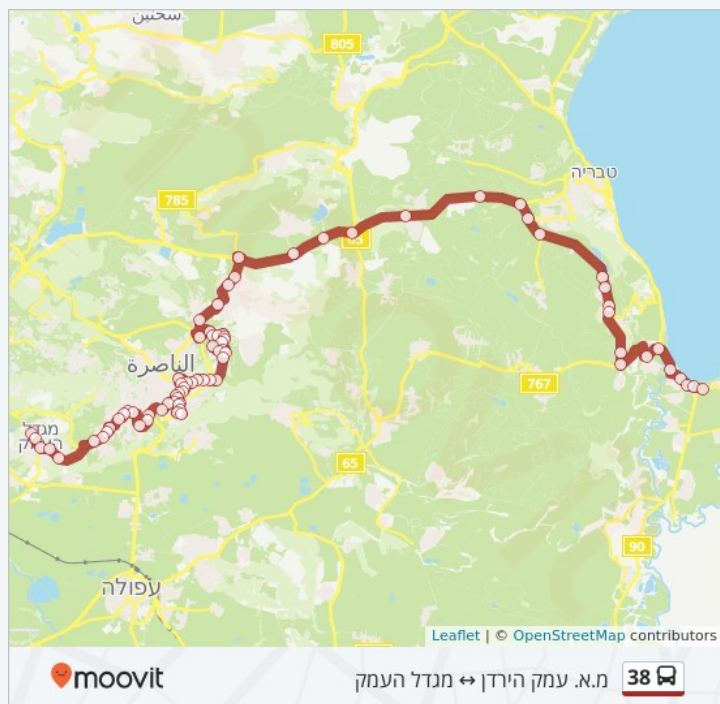 سخنين
805
טבריה
785
65
الناصرة
מגדל
העמק
767
65
90
עפולה
Leaflet | © OpenStreetMap contributors
moovit
מ.א. עמק הירדן ↔ מגדל העמק
38